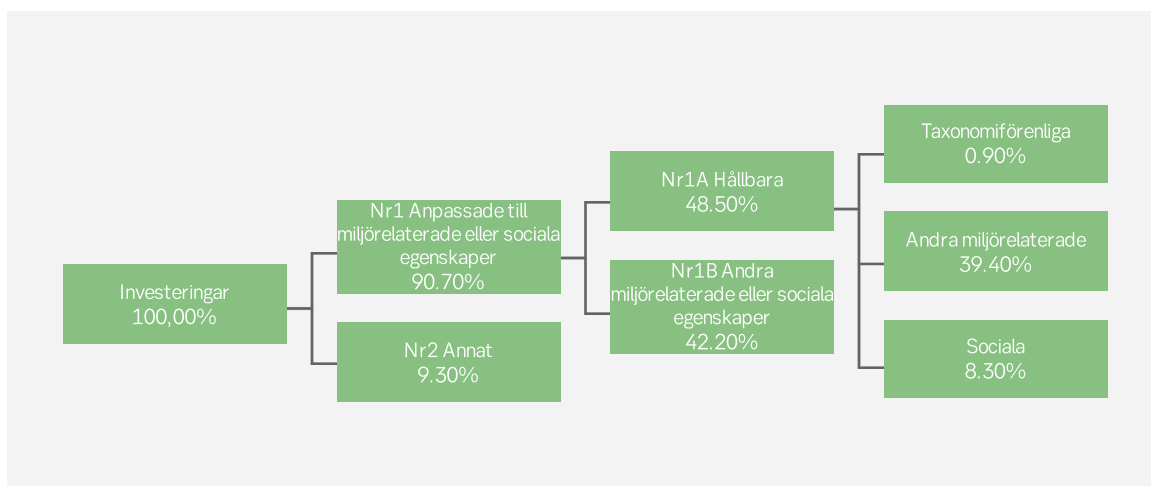 Investeringar
100,00%
Nr1 Anpassade till
miljörelaterade eller sociala
egenskaper
90.70%
Nr2 Annat
9.30%
Nr1A Hållbara
48.50%
Nr1B Andra
miljörelaterade eller sociala
egenskaper
42.20%
Taxonomiförenliga
0.90%
Andra miljörelaterade
39.40%
Sociala
8.30%